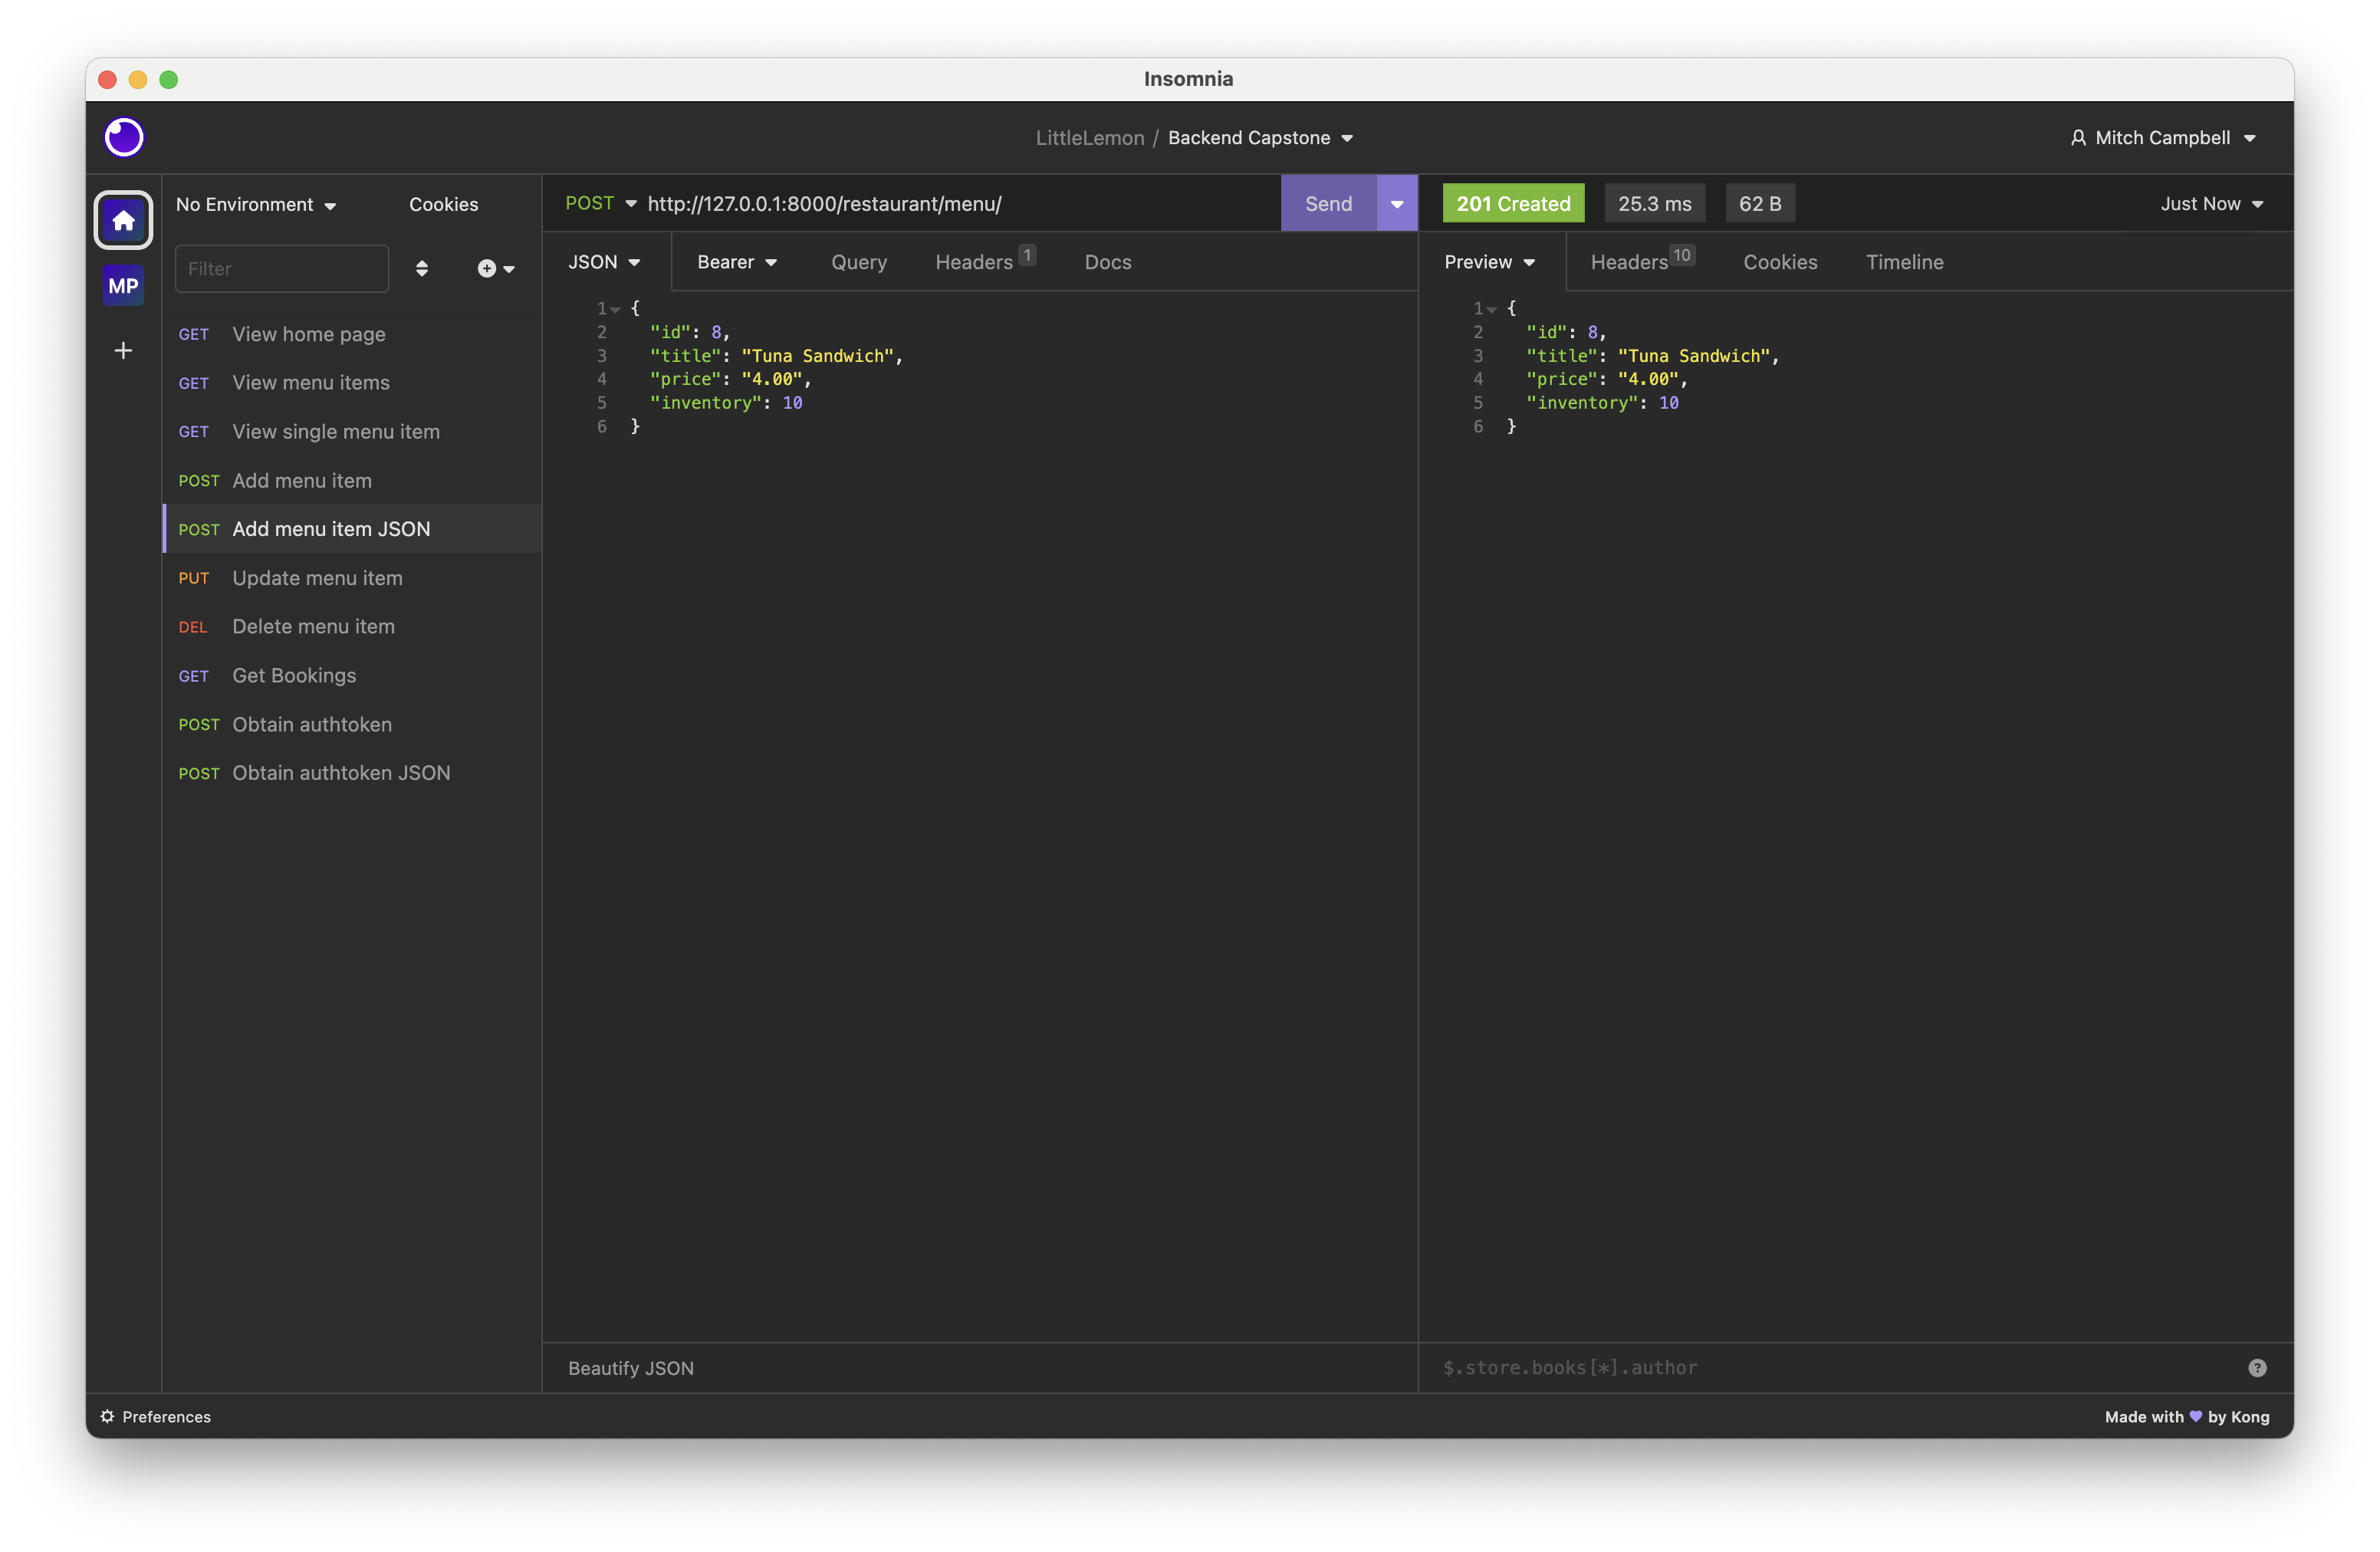 Insomnia
LittleLemon / Backend Capstone
Mitch Campbell
MP
No Environment
Cookies
Filter
GET View home page
GET View menu items
GET View single menu item
POST Add menu item
POST Add menu item JSON
PUT Update menu item
DEL Delete menu item
GET Get Bookings
POST Obtain authtoken
POST Obtain authtoken JSON
POST http://127.0.0.1:8000/restaurant/menu/ Send
JSON Bearer Query Headers 1 Docs
1 {
2 "id": 8,
3 "title": "Tuna Sandwich",
4 "price": "4.00",
5 "inventory": 10
6 }
Beautify JSON
201 Created 25.3 ms 62 B Just Now
Preview Headers 10 Cookies Timeline
1 {
2 "id": 8,
3 "title": "Tuna Sandwich",
4 "price": "4.00",
5 "inventory": 10
6 }
$.store.books[*].author
?
Preferences
Made with ♥ by Kong